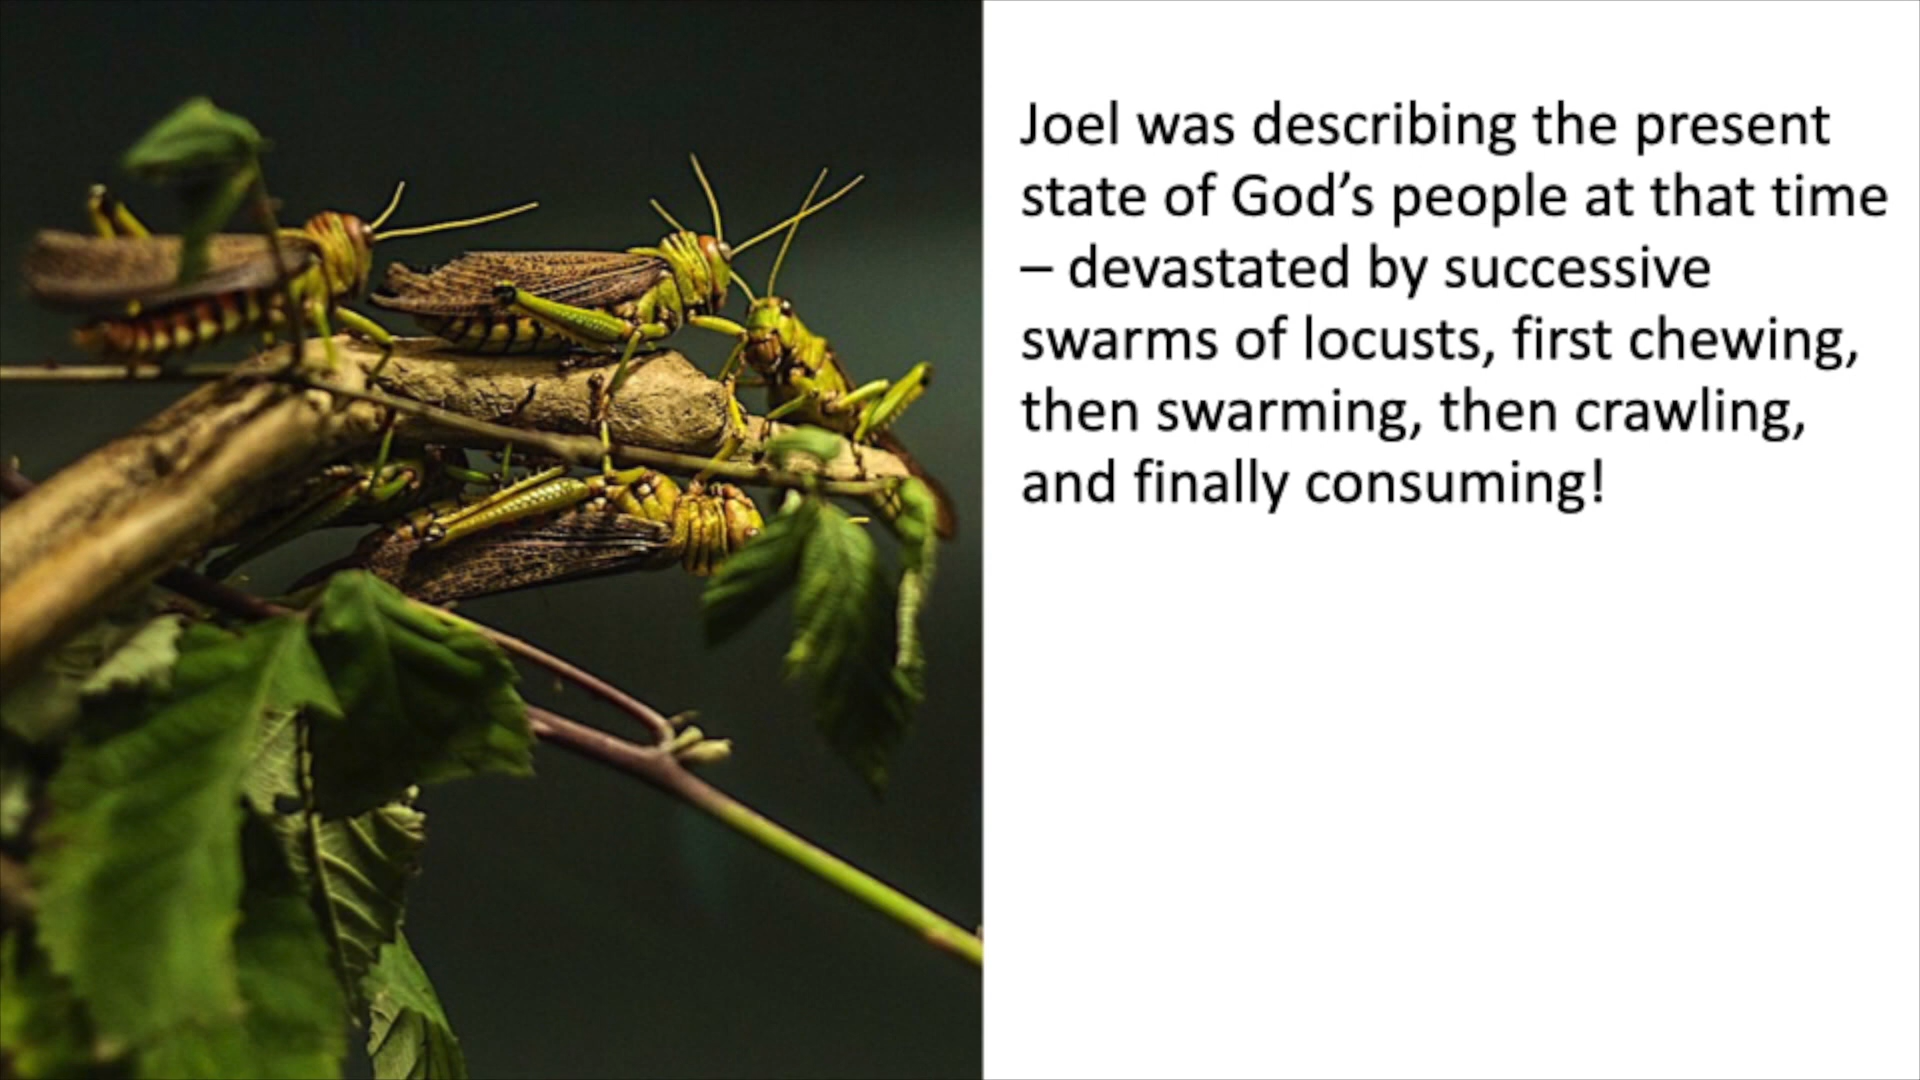 Joel was describing the present
state of God’s people at that time
– devastated by successive
swarms of locusts, first chewing,
then swarming, then crawling,
and finally consuming!